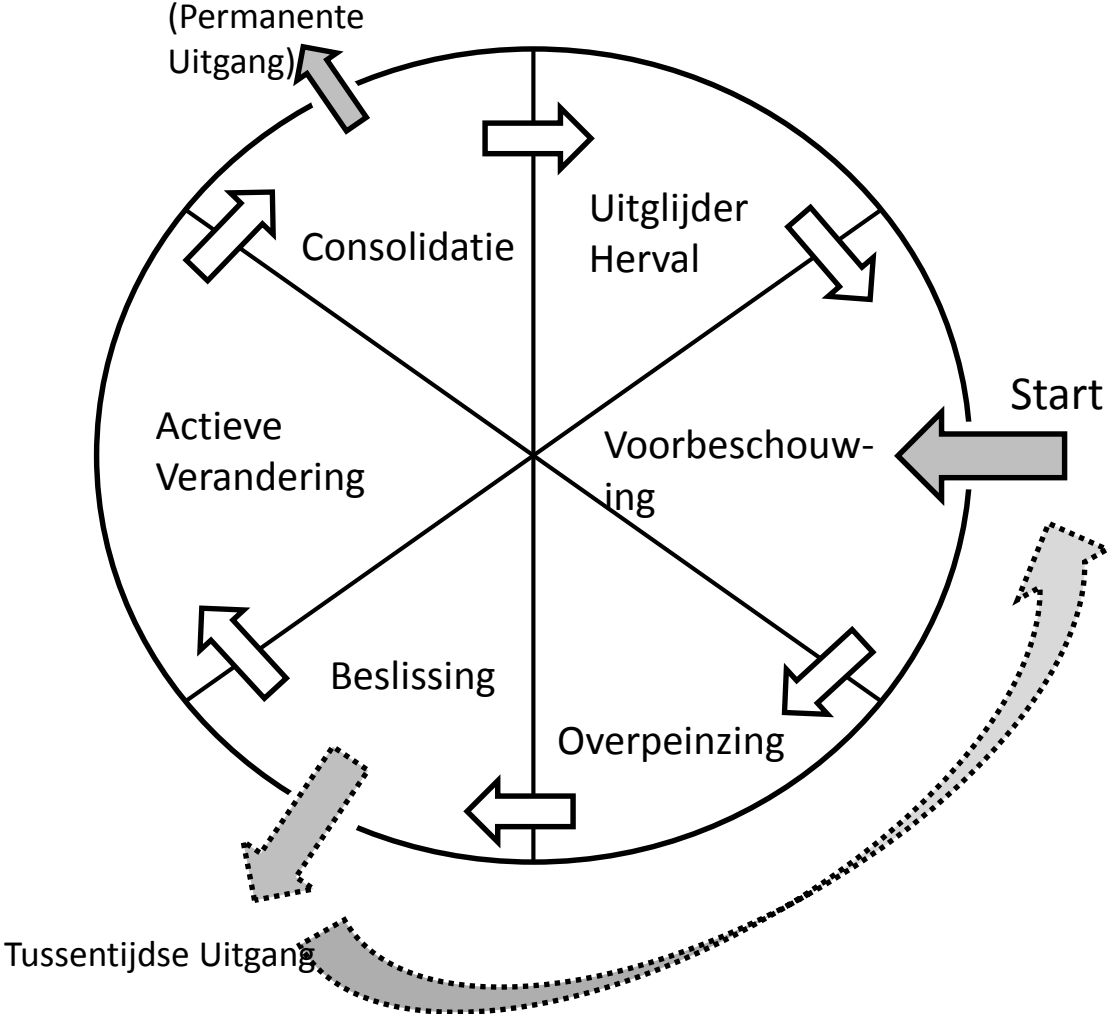 (Permanente
Uitgang)
Uitglijder
Herval
Consolidatie
Start
Actieve
Verandering
Voorbeschouw-
ing
Beslissing
Overpeinzing
Tussentijdse Uitgang